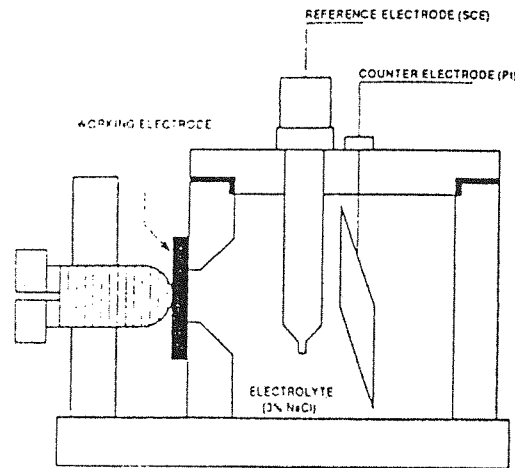 REFERENCE ELECTRODE (SCE)
COUNTER ELECTRODE (Pt)
WORKING ELECTRODE
ELECTROLYTE
(3% NaCl)